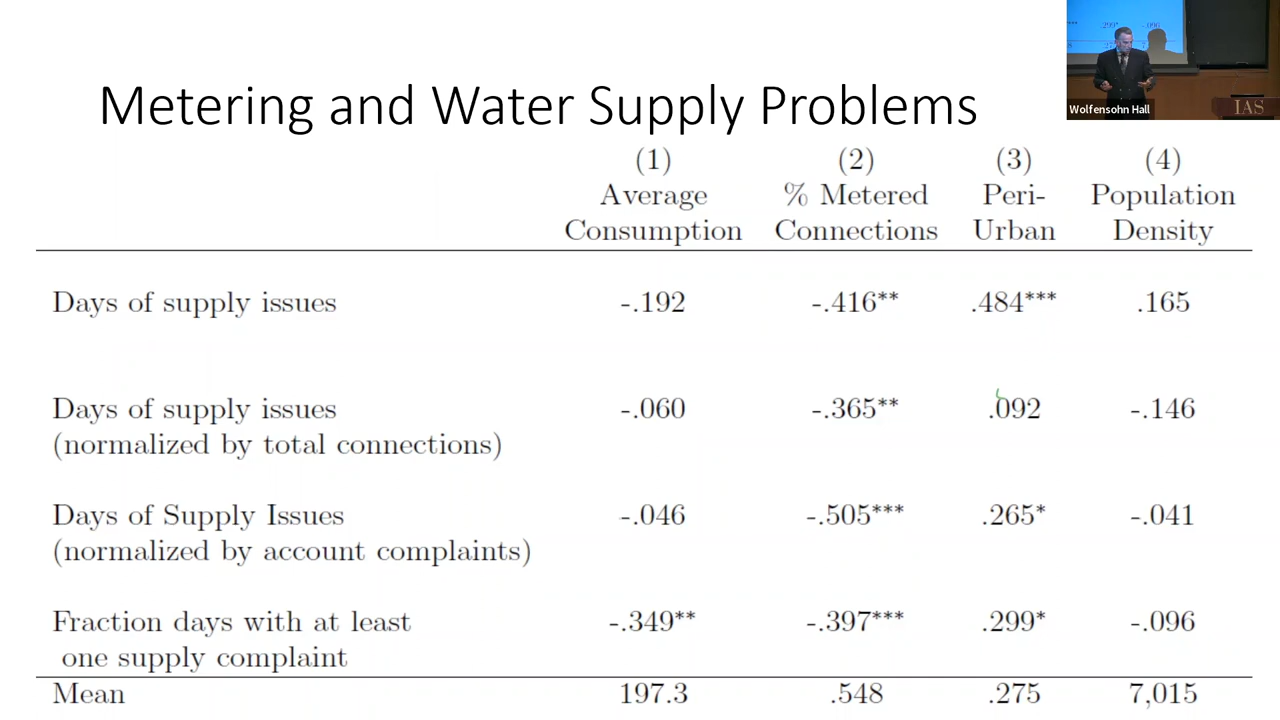 Metering and Water Supply Problems
Wolfensohn Hall
IAS
(1) (2) (3) (4)
Average % Metered Peri- Population
Consumption Connections Urban Density
Days of supply issues -.192 -.416** .484*** .165
Days of supply issues -.060 -.365** .092 -.146
(normalized by total connections)
Days of Supply Issues -.046 -.505*** .265* -.041
(normalized by account complaints)
Fraction days with at least -.349** -.397*** .299* -.096
one supply complaint
Mean 197.3 .548 .275 7,015